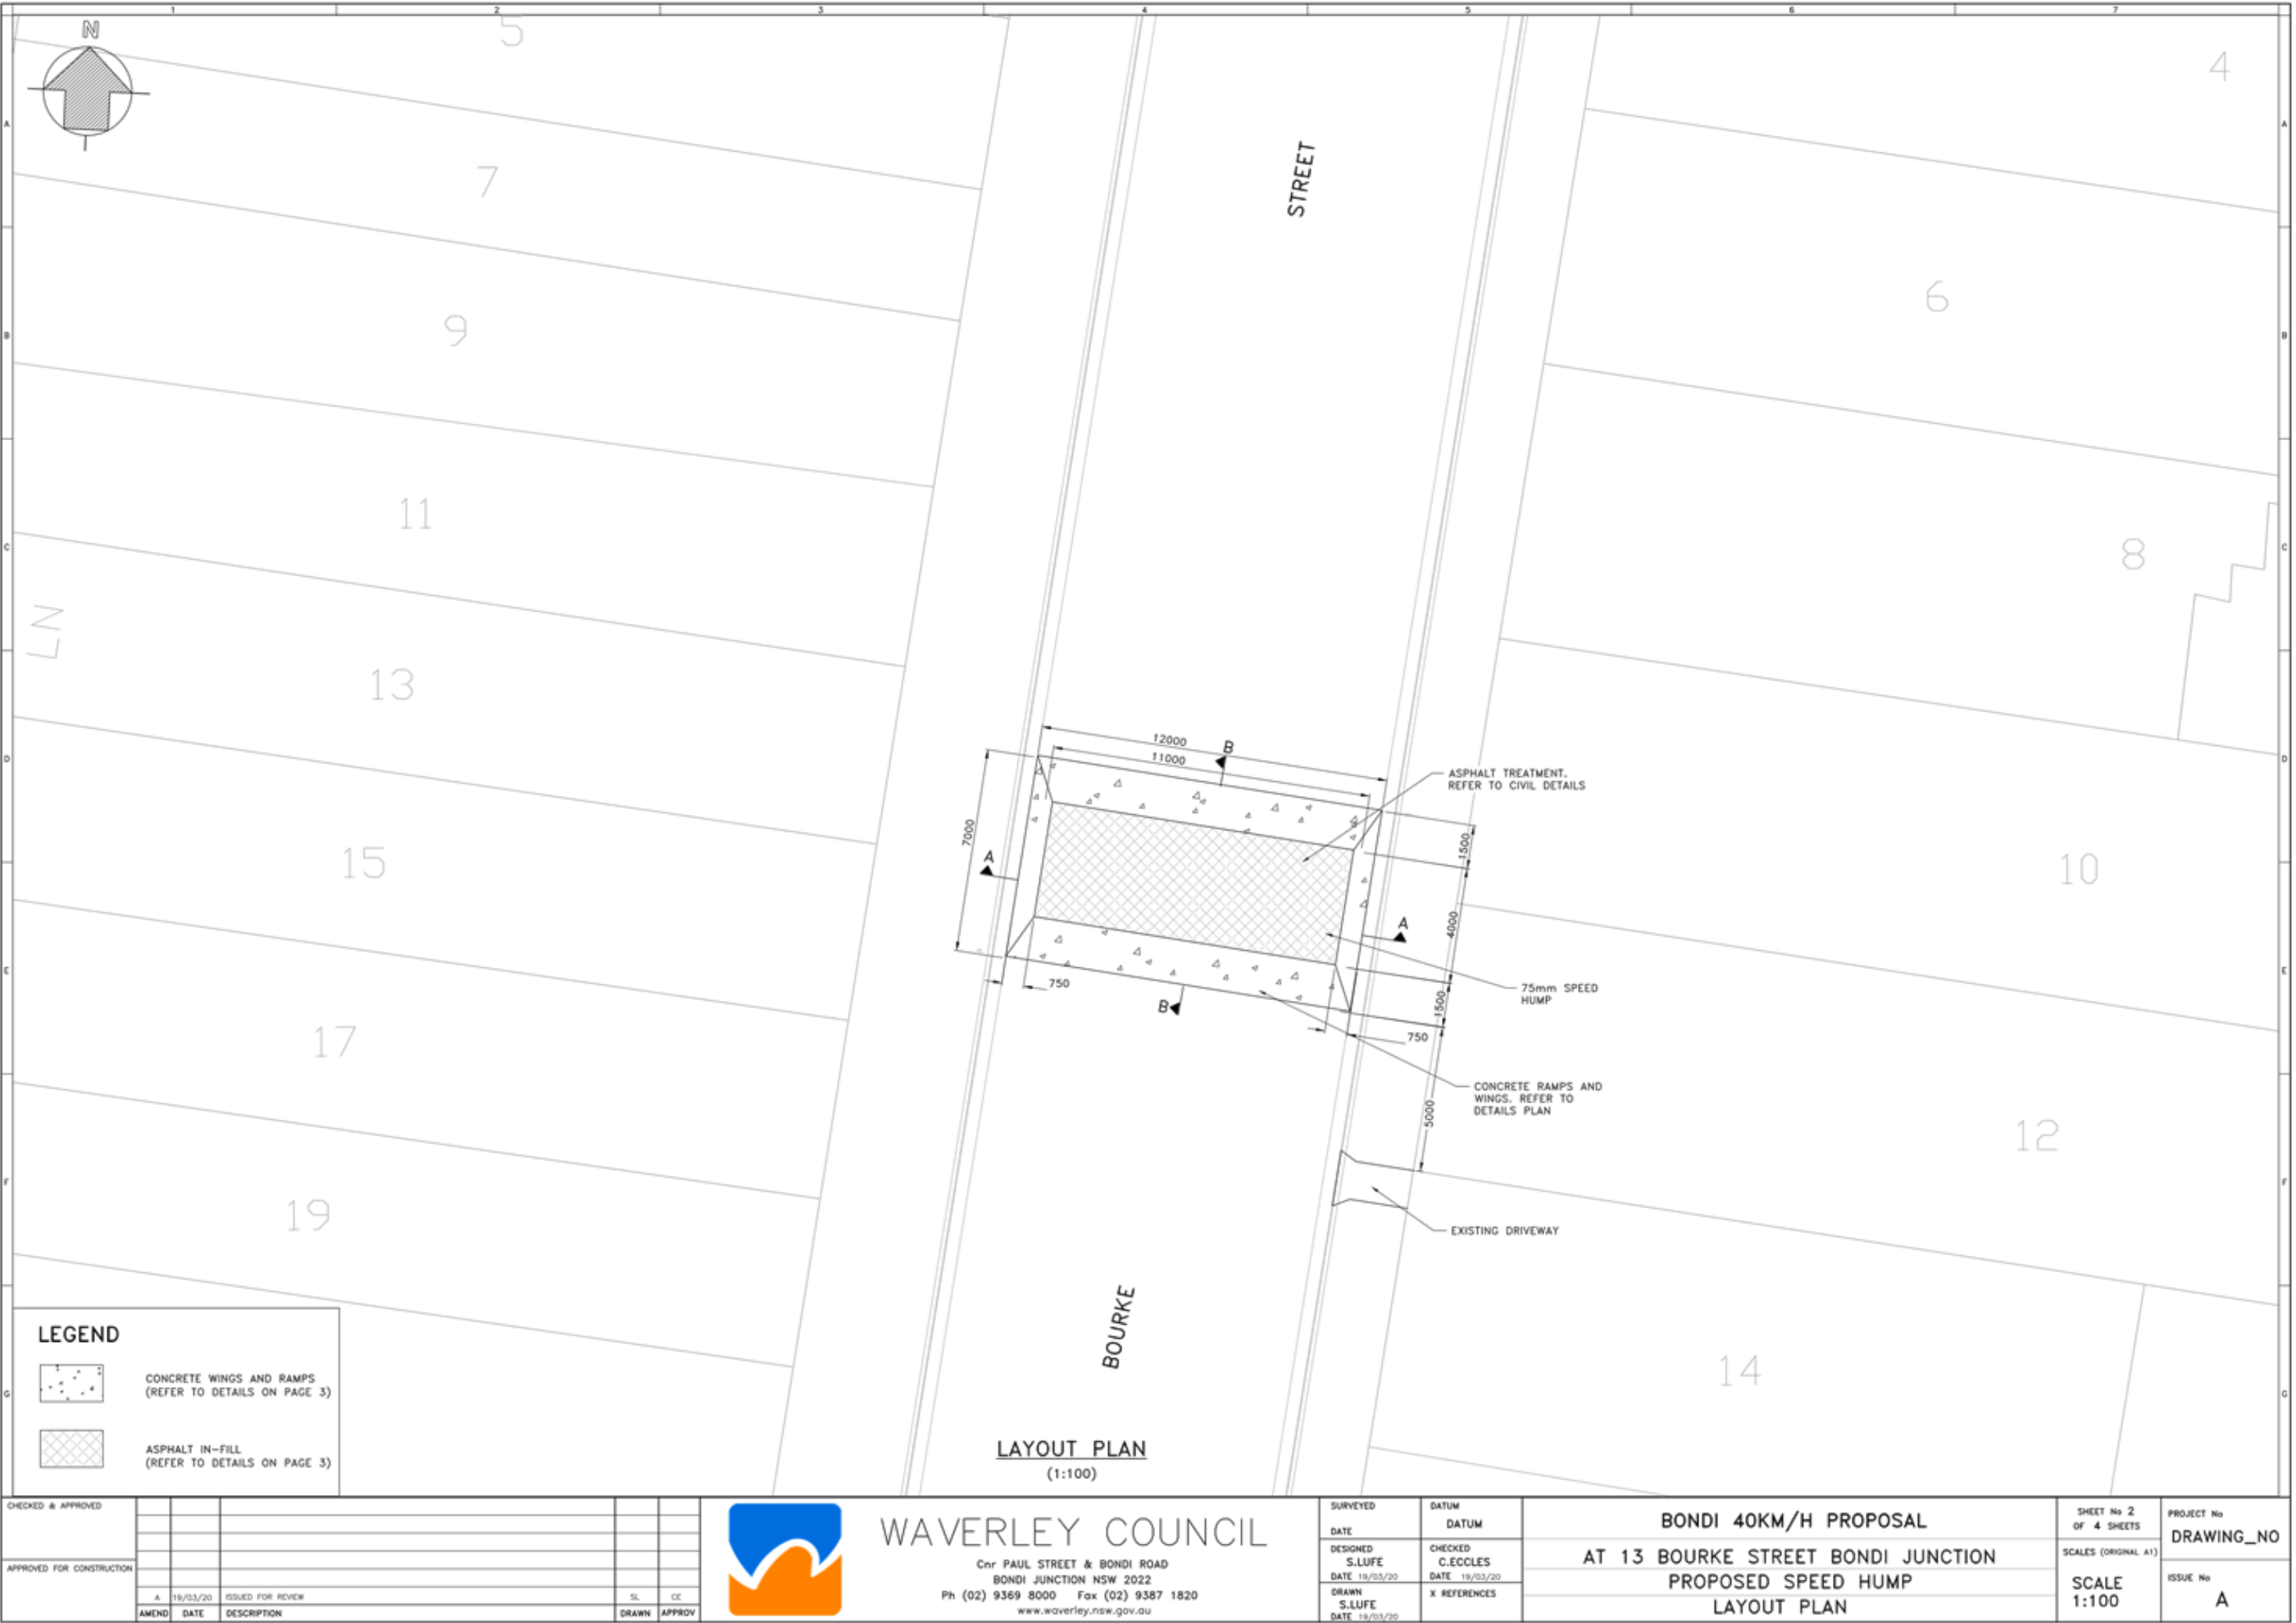 1 2 3 4 5 6 7
N
5
4
A
A
7
STREET
6
9
B
B
11
8
C
C
LN
13
12000
B
11000
D
D
ASPHALT TREATMENT.
REFER TO CIVIL DETAILS
7000
1500
A
15
10
4000
A
E
E
750
75mm SPEED
HUMP
B
1500
17
750
CONCRETE RAMPS AND
WINGS. REFER TO
DETAILS PLAN
5000
12
F
F
19
EXISTING DRIVEWAY
BOURKE
LEGEND
CONCRETE WINGS AND RAMPS
(REFER TO DETAILS ON PAGE 3)
ASPHALT IN-FILL
(REFER TO DETAILS ON PAGE 3)
14
G
G
LAYOUT PLAN
(1:100)
CHECKED & APPROVED
APPROVED FOR CONSTRUCTION
A 19/03/20 ISSUED FOR REVIEW SL CE
AMEND DATE DESCRIPTION DRAWN APPROV
WAVERLEY COUNCIL
Cnr PAUL STREET & BONDI ROAD
BONDI JUNCTION NSW 2022
Ph (02) 9369 8000 Fax (02) 9387 1820
www.waverley.nsw.gov.au
SURVEYED
DATE
DESIGNED
S.LUFE
DATE 19/03/20
DRAWN
S.LUFE
DATE 19/03/20
DATUM
DATUM
CHECKED
C.ECCLES
DATE 19/03/20
X REFERENCES
BONDI 40KM/H PROPOSAL
AT 13 BOURKE STREET BONDI JUNCTION
PROPOSED SPEED HUMP
LAYOUT PLAN
SHEET No 2
OF 4 SHEETS
SCALES (ORIGINAL A1)
SCALE
1:100
PROJECT No
DRAWING_NO
ISSUE No
A